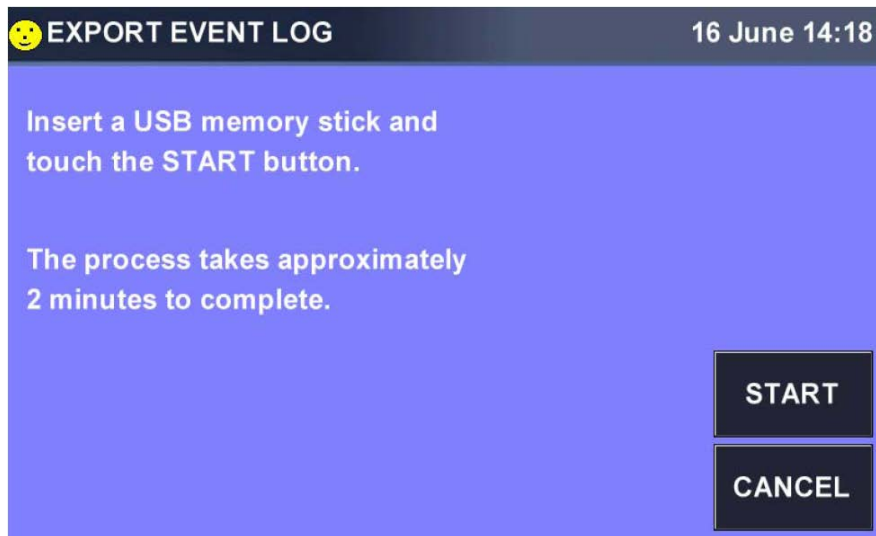 EXPORT EVENT LOG
16 June 14:18
Insert a USB memory stick and
touch the START button.
The process takes approximately
2 minutes to complete.
START
CANCEL